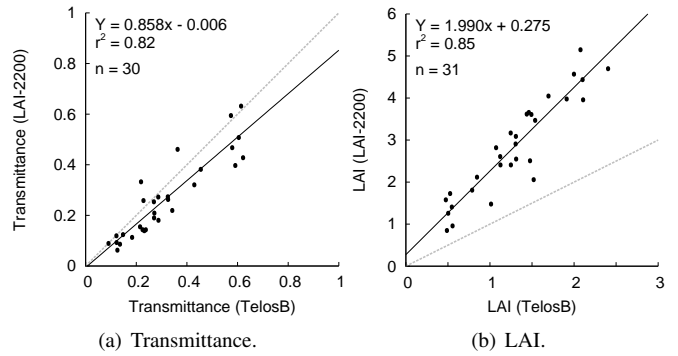 Y = 0.858x - 0.006
r² = 0.82
n = 30
1
0.8
0.6
0.4
0.2
0
0
0.2
0.4
0.6
0.8
1
Transmittance (LAI-2200)
Transmittance (TelosB)
(a) Transmittance.
Y = 1.990x + 0.275
r² = 0.85
n = 31
6
5
4
3
2
1
0
0
1
2
3
LAI (LAI-2200)
LAI (TelosB)
(b) LAI.